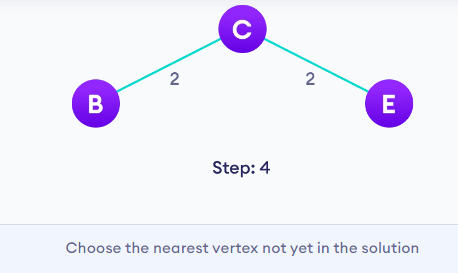 C
2 2
B E
Step: 4
Choose the nearest vertex not yet in the solution